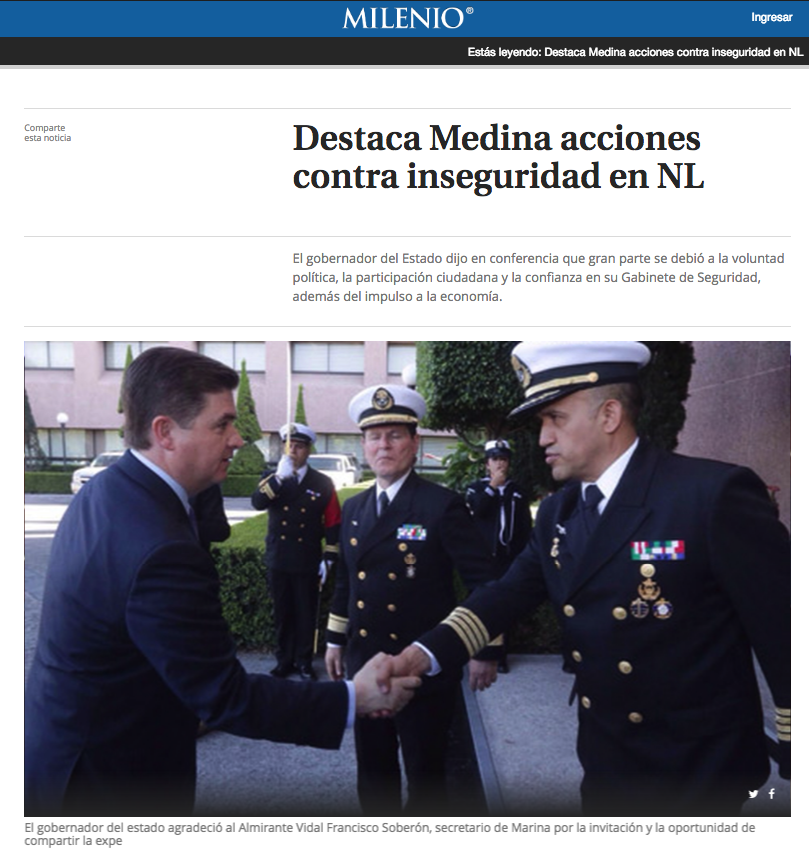 MILENIO®
Ingresar
Estás leyendo: Destaca Medina acciones contra inseguridad en NL
Comparte
esta noticia
Destaca Medina acciones
contra inseguridad en NL
El gobernador del Estado dijo en conferencia que gran parte se debió a la voluntad
política, la participación ciudadana y la confianza en su Gabinete de Seguridad,
además del impulso a la economía.
El gobernador del estado agradeció al Almirante Vidal Francisco Soberón, secretario de Marina por la invitación y la oportunidad de
compartir la expe